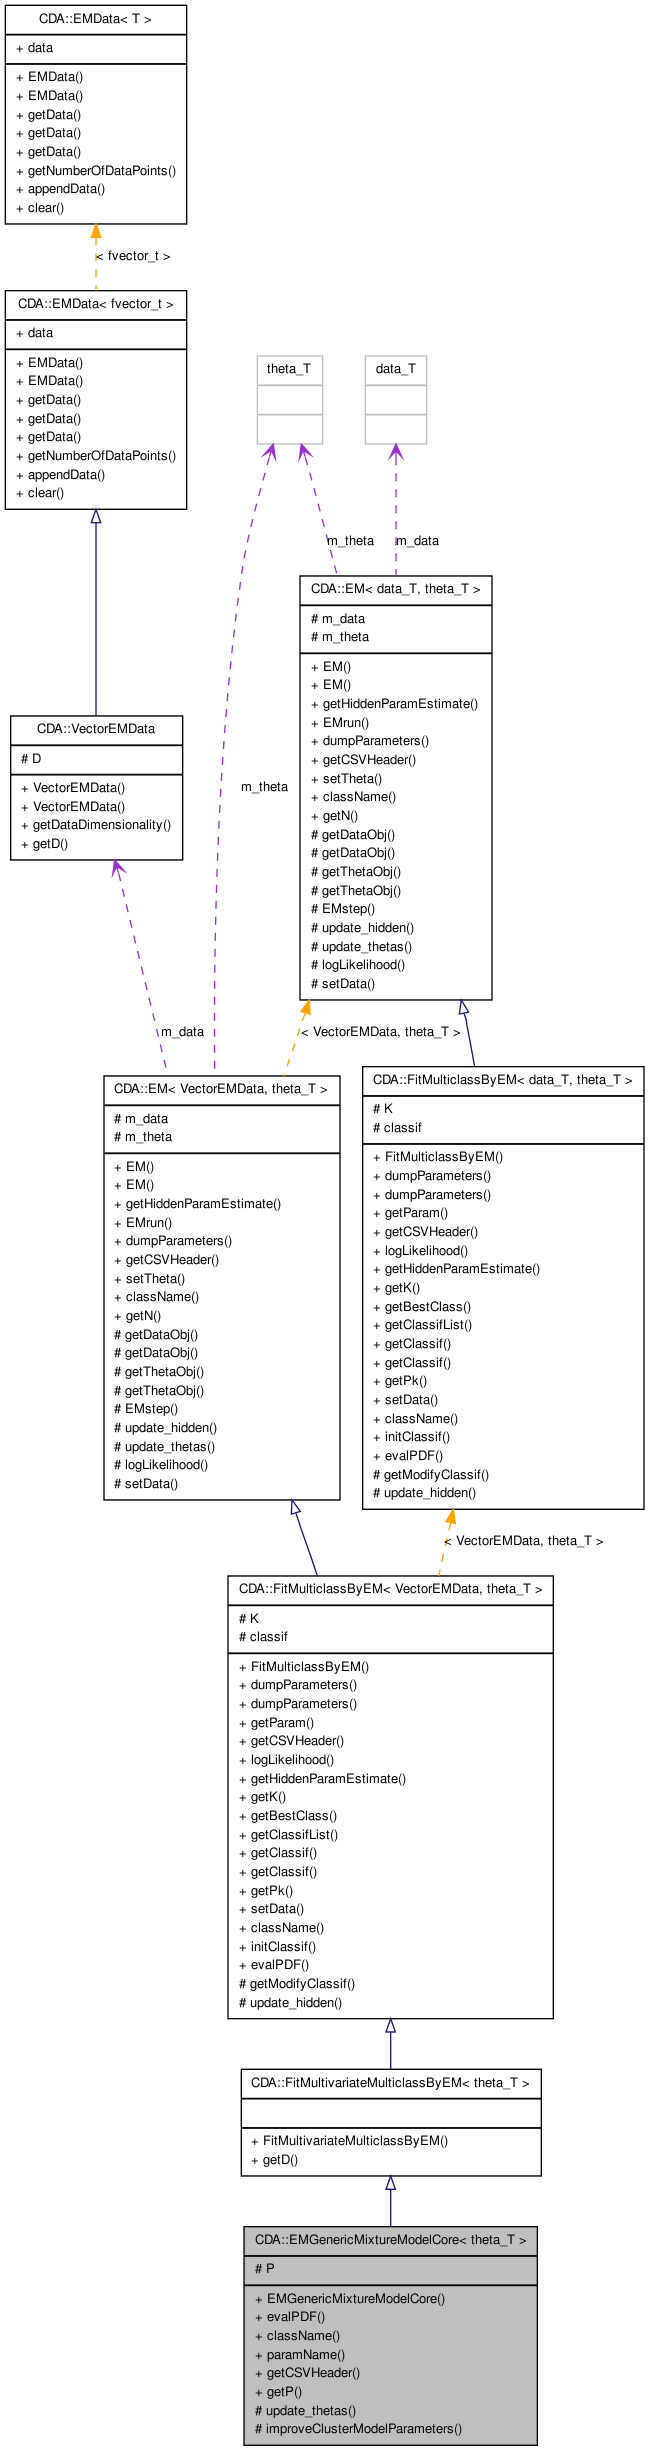 CDA::EMData< T >
+ data
+ EMData()
+ EMData()
+ getData()
+ getData()
+ getData()
+ getNumberOfDataPoints()
+ appendData()
+ clear()
< fvector_t >
CDA::EMData< fvector_t >
+ data
+ EMData()
+ EMData()
+ getData()
+ getData()
+ getData()
+ getNumberOfDataPoints()
+ appendData()
+ clear()
theta_T
data_T
m_theta
m_data
CDA::EM< data_T, theta_T >
# m_data
# m_theta
+ EM()
+ EM()
+ getHiddenParamEstimate()
+ EMrun()
+ dumpParameters()
+ getCSVHeader()
+ setTheta()
+ className()
+ getN()
# getDataObj()
# getDataObj()
# getThetaObj()
# getThetaObj()
# EMstep()
# update_hidden()
# update_thetas()
# logLikelihood()
# setData()
CDA::VectorEMData
# D
+ VectorEMData()
+ VectorEMData()
+ getDataDimensionality()
+ getD()
m_theta
m_data
< VectorEMData, theta_T >
CDA::EM< VectorEMData, theta_T >
# m_data
# m_theta
+ EM()
+ EM()
+ getHiddenParamEstimate()
+ EMrun()
+ dumpParameters()
+ getCSVHeader()
+ setTheta()
+ className()
+ getN()
# getDataObj()
# getDataObj()
# getThetaObj()
# getThetaObj()
# EMstep()
# update_hidden()
# update_thetas()
# logLikelihood()
# setData()
CDA::FitMulticlassByEM< data_T, theta_T >
# K
# classif
+ FitMulticlassByEM()
+ dumpParameters()
+ dumpParameters()
+ getParam()
+ getCSVHeader()
+ logLikelihood()
+ getHiddenParamEstimate()
+ getK()
+ getBestClass()
+ getClassifList()
+ getClassif()
+ getClassif()
+ getPk()
+ setData()
+ className()
+ initClassif()
+ evalPDF()
# getModifyClassif()
# update_hidden()
< VectorEMData, theta_T >
CDA::FitMulticlassByEM< VectorEMData, theta_T >
# K
# classif
+ FitMulticlassByEM()
+ dumpParameters()
+ dumpParameters()
+ getParam()
+ getCSVHeader()
+ logLikelihood()
+ getHiddenParamEstimate()
+ getK()
+ getBestClass()
+ getClassifList()
+ getClassif()
+ getClassif()
+ getPk()
+ setData()
+ className()
+ initClassif()
+ evalPDF()
# getModifyClassif()
# update_hidden()
CDA::FitMultivariateMulticlassByEM< theta_T >
+ FitMultivariateMulticlassByEM()
+ getD()
CDA::EMGenericMixtureModelCore< theta_T >
# P
+ EMGenericMixtureModelCore()
+ evalPDF()
+ className()
+ paramName()
+ getCSVHeader()
+ getP()
# update_thetas()
# improveClusterModelParameters()